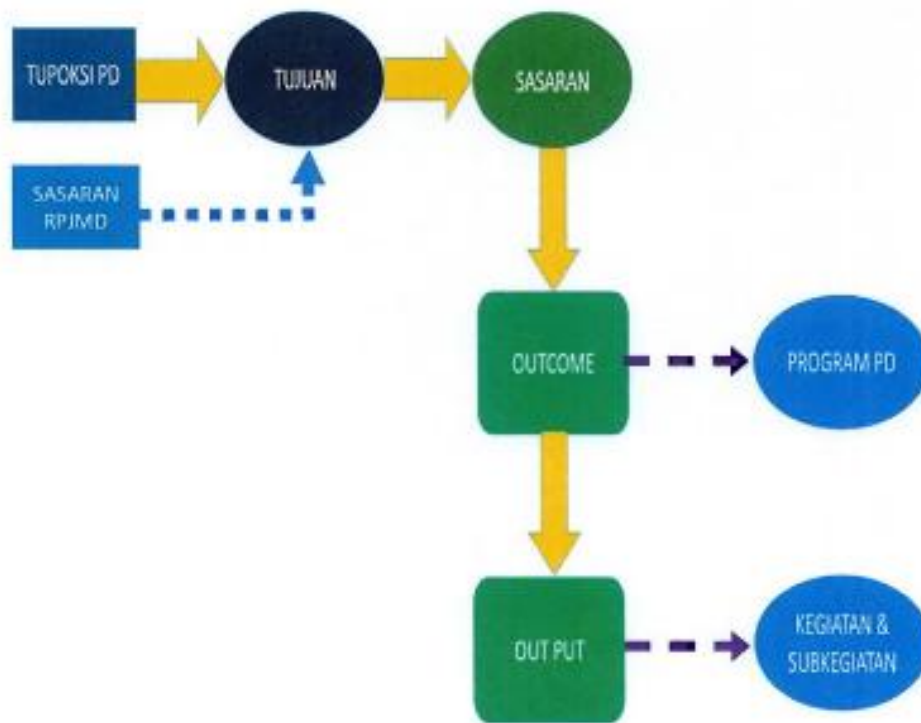 TUPOKSI PD
TUJUAN
SASARAN
SASARAN
RPJMD
OUTCOME
PROGRAM PD
OUT PUT
KEGIATAN &
SUBKEGIATAN